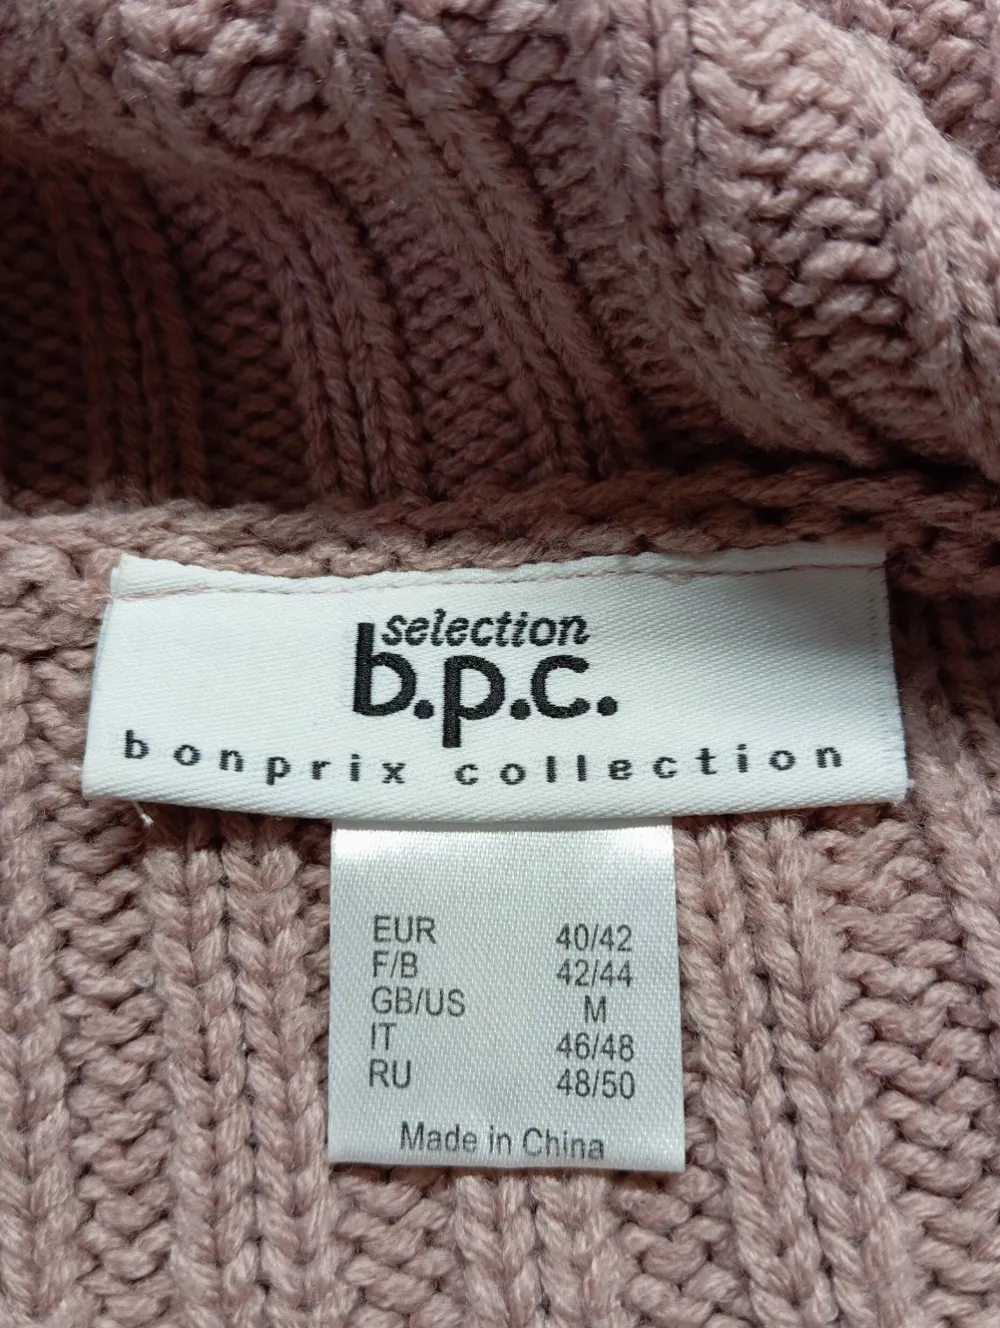 selection
b.p.c.
bonprix collection
EUR 40/42
F/B 42/44
GB/US M
IT 46/48
RU 48/50
Made in China